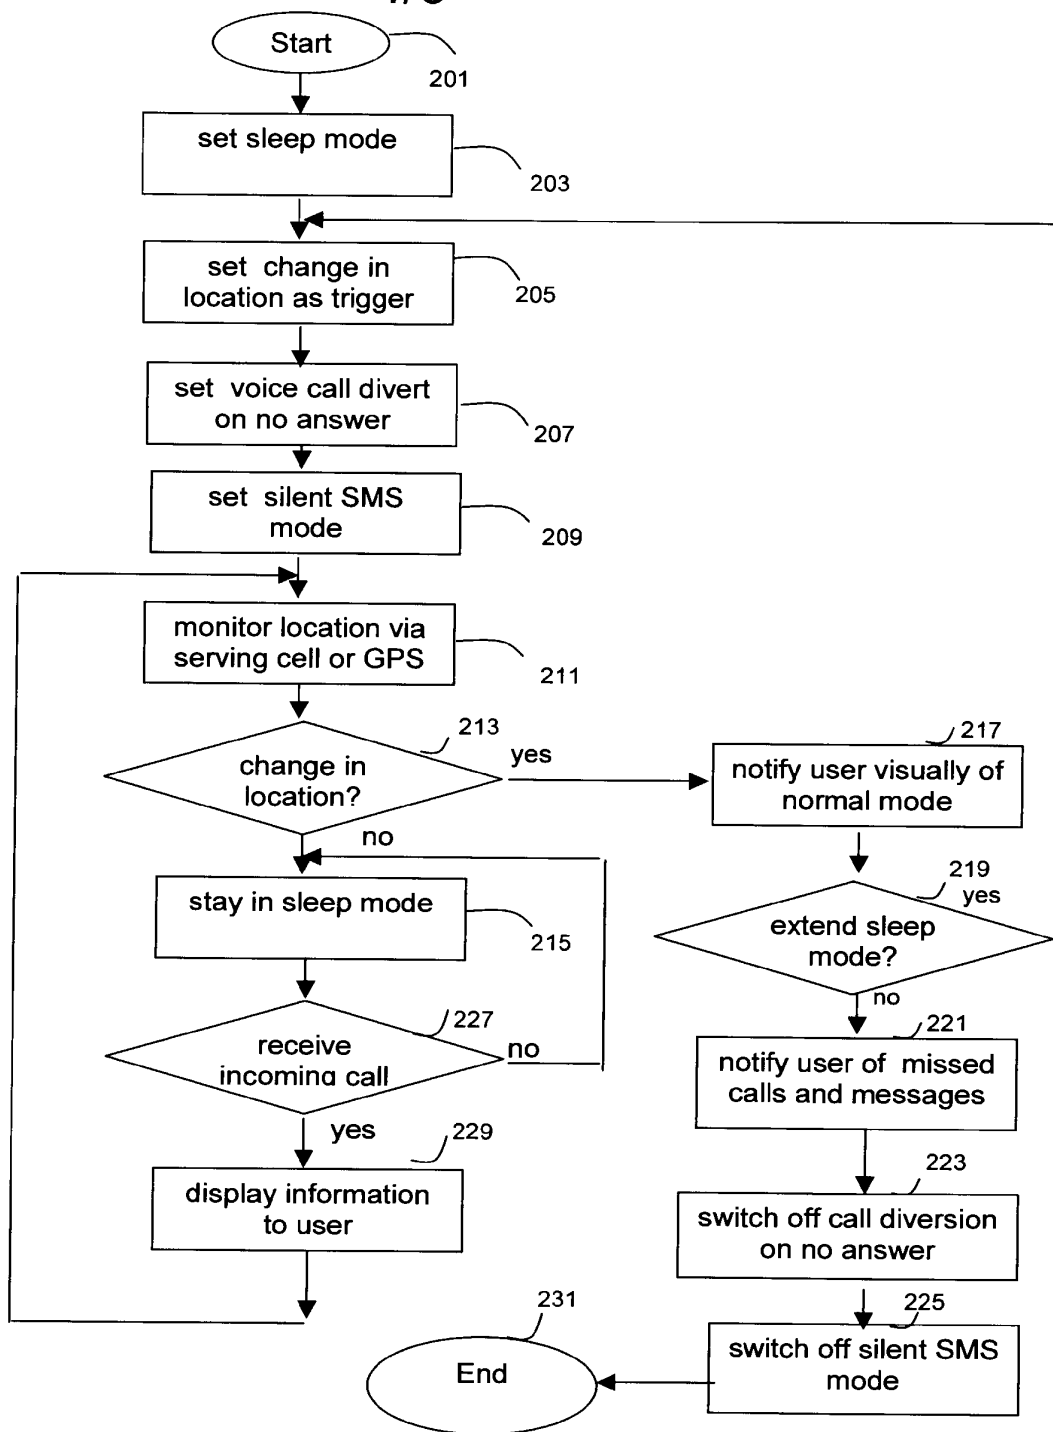 Start
201
set sleep mode
203
set change in
location as trigger
205
set voice call divert
on no answer
207
set silent SMS
mode
209
monitor location via
serving cell or GPS
211
213
change in
location?
yes
no
217
notify user visually of
normal mode
stay in sleep mode
215
219
yes
extend sleep
mode?
no
227
receive
incoming call
no
yes
221
notify user of missed
calls and messages
229
display information
to user
223
switch off call diversion
on no answer
225
switch off silent SMS
mode
231
End